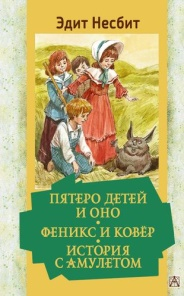 Эдит Несбит
ПЯТЕРО ДЕТЕЙ
И ОНО
•
ФЕНИКС И КОВЁР
•
ИСТОРИЯ
С АМУЛЕТОМ